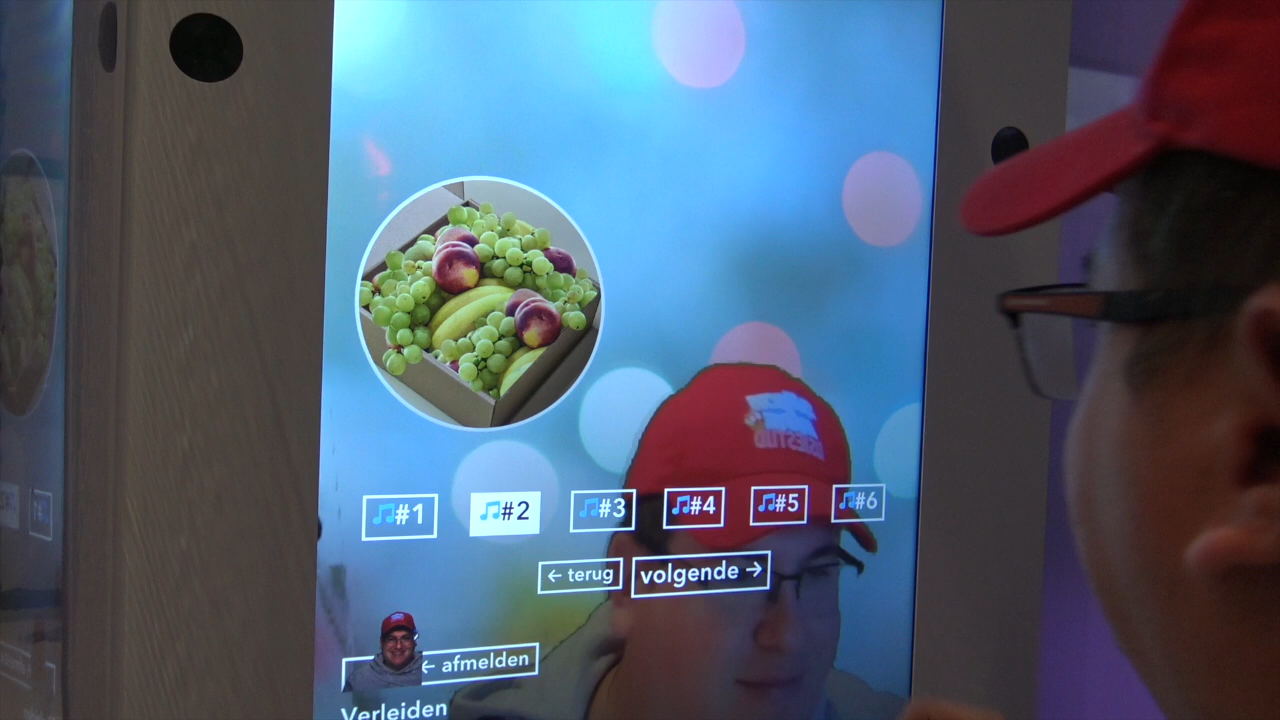 🎵#1 🎵#2 🎵#3 🎵#4 🎵#5 🎵#6
← terug volgende →
← afmelden
Verleiden